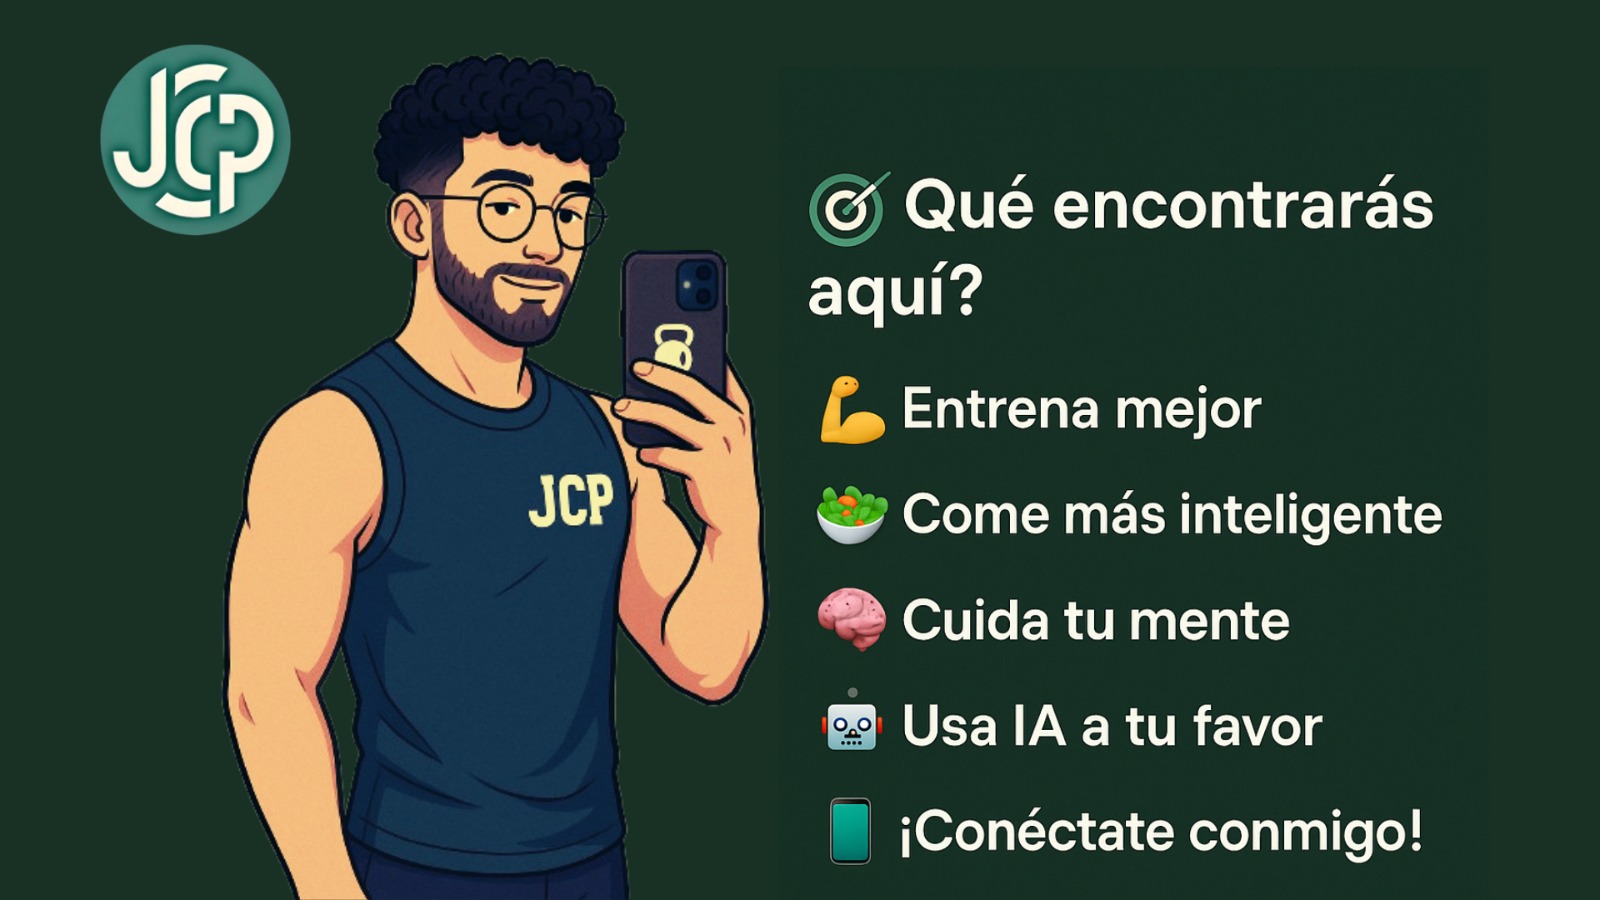 JCP
🎯 Qué encontrarás
aquí?
💪 Entrena mejor
🥗 Come más inteligente
🧠 Cuida tu mente
🤖 Usa IA a tu favor
📱 ¡Conéctate conmigo!
JCP